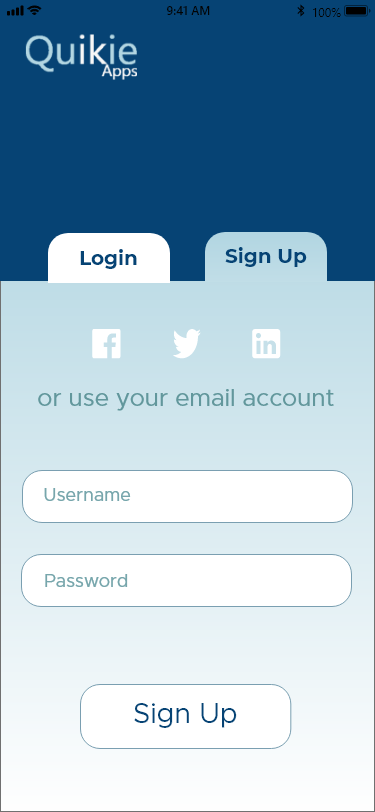 9:41 AM 100%
Quikie
Apps
Login Sign Up
or use your email account
Username
Password
Sign Up